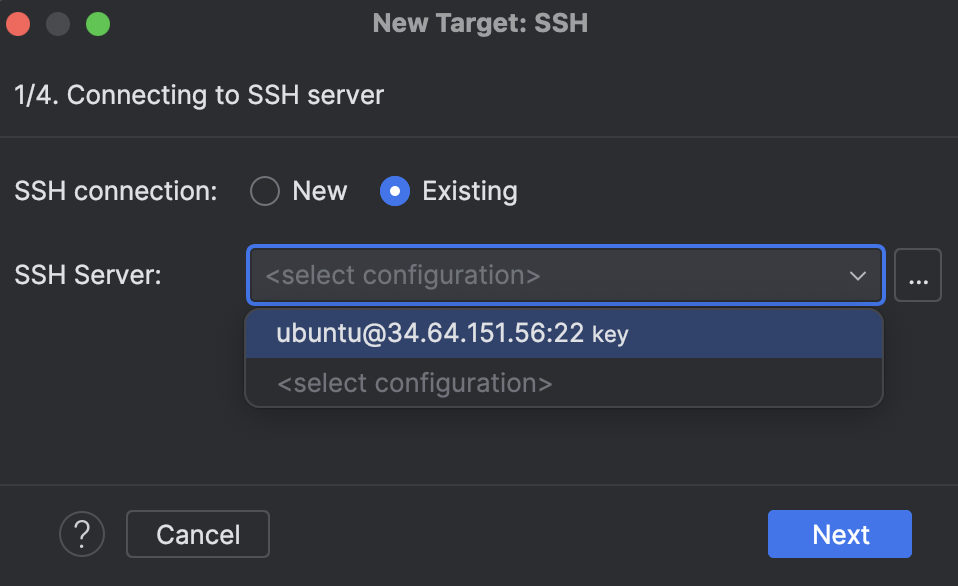 New Target: SSH
1/4. Connecting to SSH server
SSH connection: New Existing
SSH Server: <select configuration> ...
ubuntu@34.64.151.56:22 key
<select configuration>
? Cancel Next